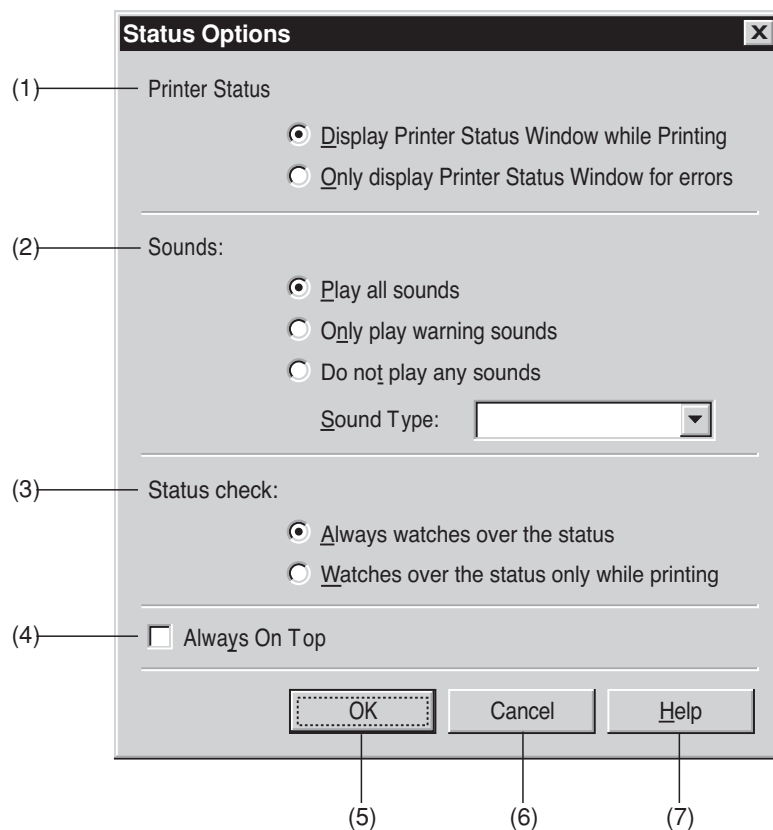 Status Options
(1) Printer Status
Display Printer Status Window while Printing
Only display Printer Status Window for errors
(2) Sounds:
Play all sounds
Only play warning sounds
Do not play any sounds
Sound Type:
(3) Status check:
Always watches over the status
Watches over the status only while printing
(4) Always On Top
OK Cancel Help
(5) (6) (7)